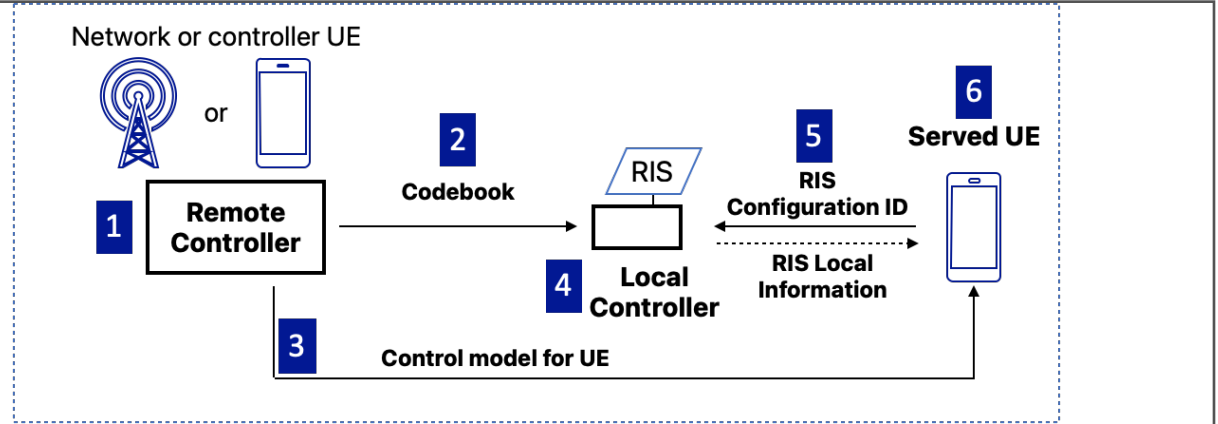 Network or controller UE
or
1
Remote
Controller
2
Codebook
RIS
4
Local
Controller
5
RIS
Configuration ID
RIS Local
Information
6
Served UE
3
Control model for UE